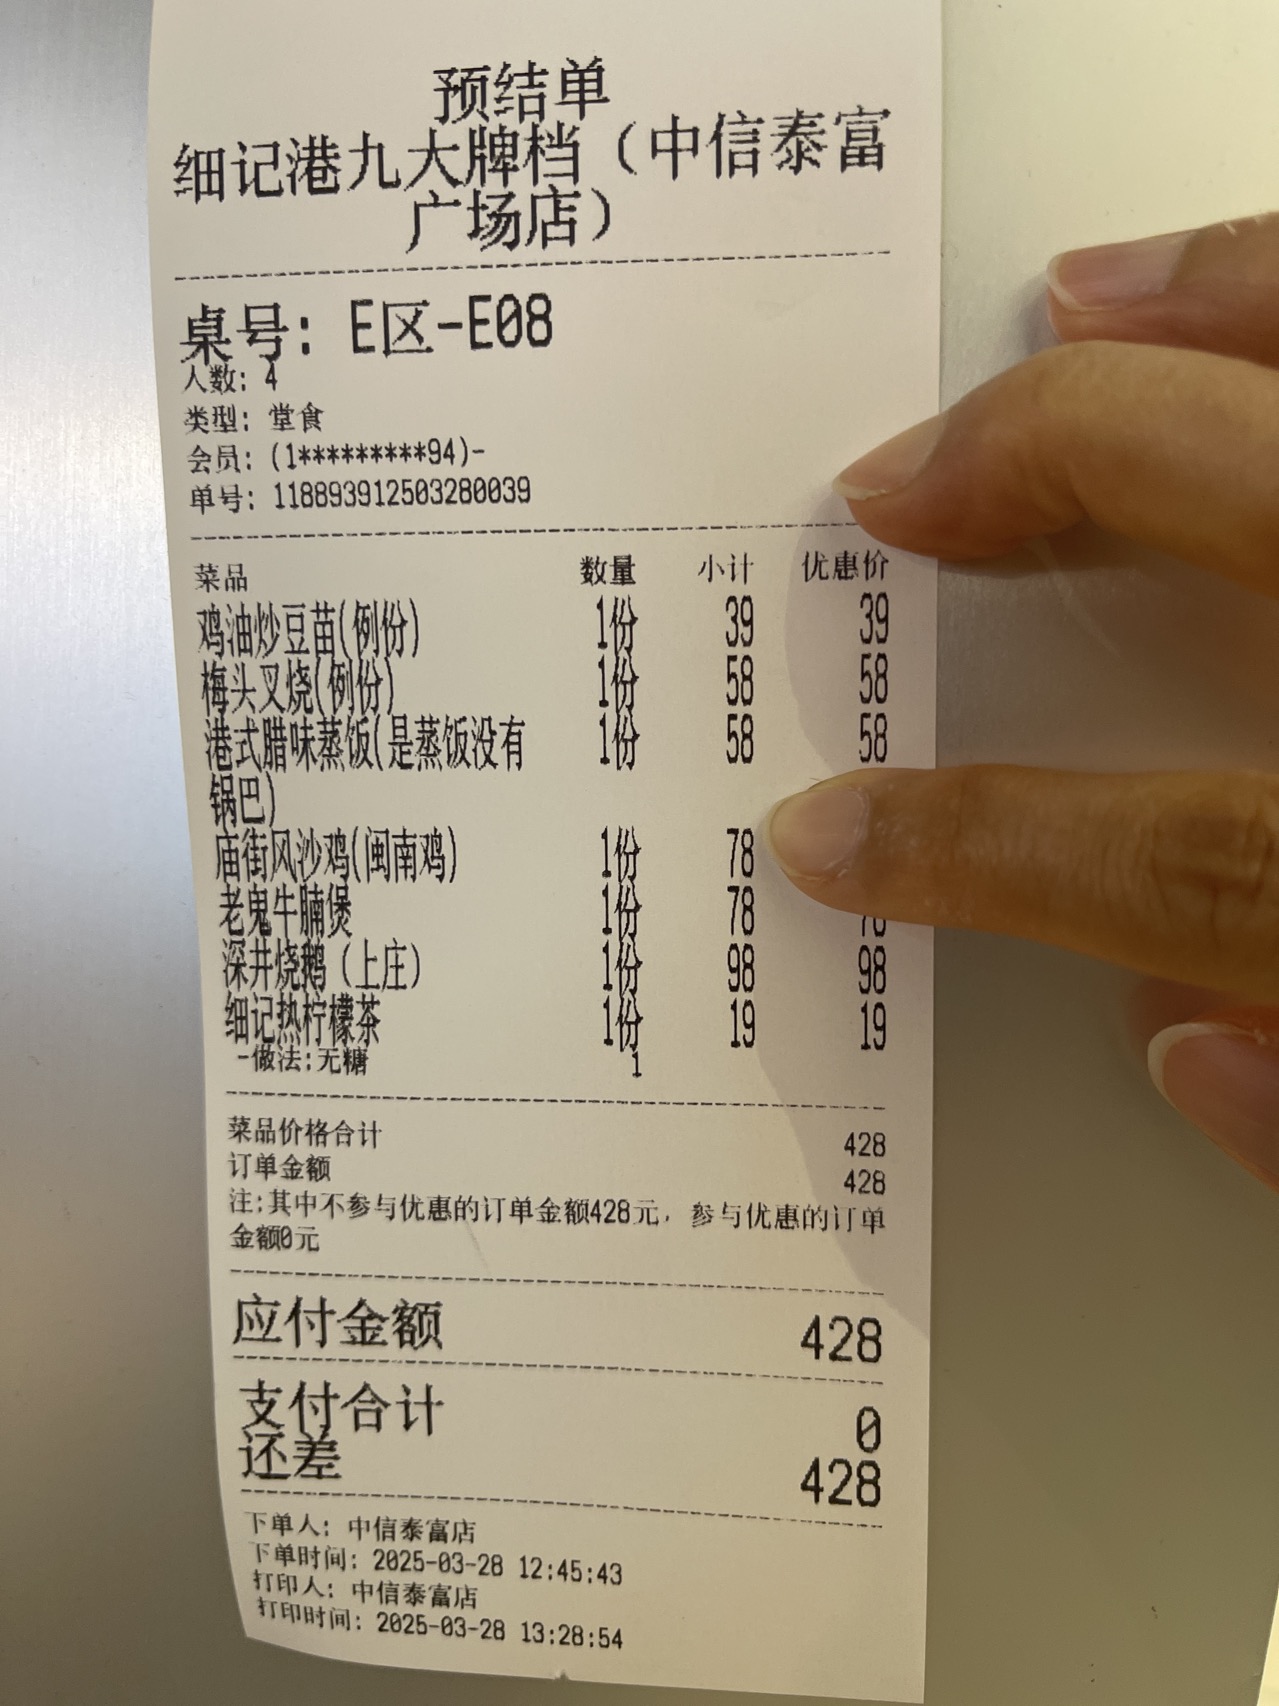 预结单
细记港九大牌档（中信泰富
广场店）
桌号: E区-E08
人数: 4
类型: 堂食
会员: (1*********94)-
单号: 118893912503280039
菜品 数量 小计 优惠价
鸡油炒豆苗(例份) 1份 39 39
梅头叉烧(例份) 1份 58 58
港式腊味蒸饭(是蒸饭没有 1份 58 58
锅巴)
庙街风沙鸡(闽南鸡) 1份 78
老鬼牛腩煲 1份 78 78
深井烧鹅（上庄） 1份 98 98
细记热柠檬茶 1份 19 19
-做法:无糖 1
菜品价格合计 428
订单金额 428
注:其中不参与优惠的订单金额428元，参与优惠的订单
金额0元
应付金额 428
支付合计 0
还差 428
下单人: 中信泰富店
下单时间: 2025-03-28 12:45:43
打印人: 中信泰富店
打印时间: 2025-03-28 13:28:54